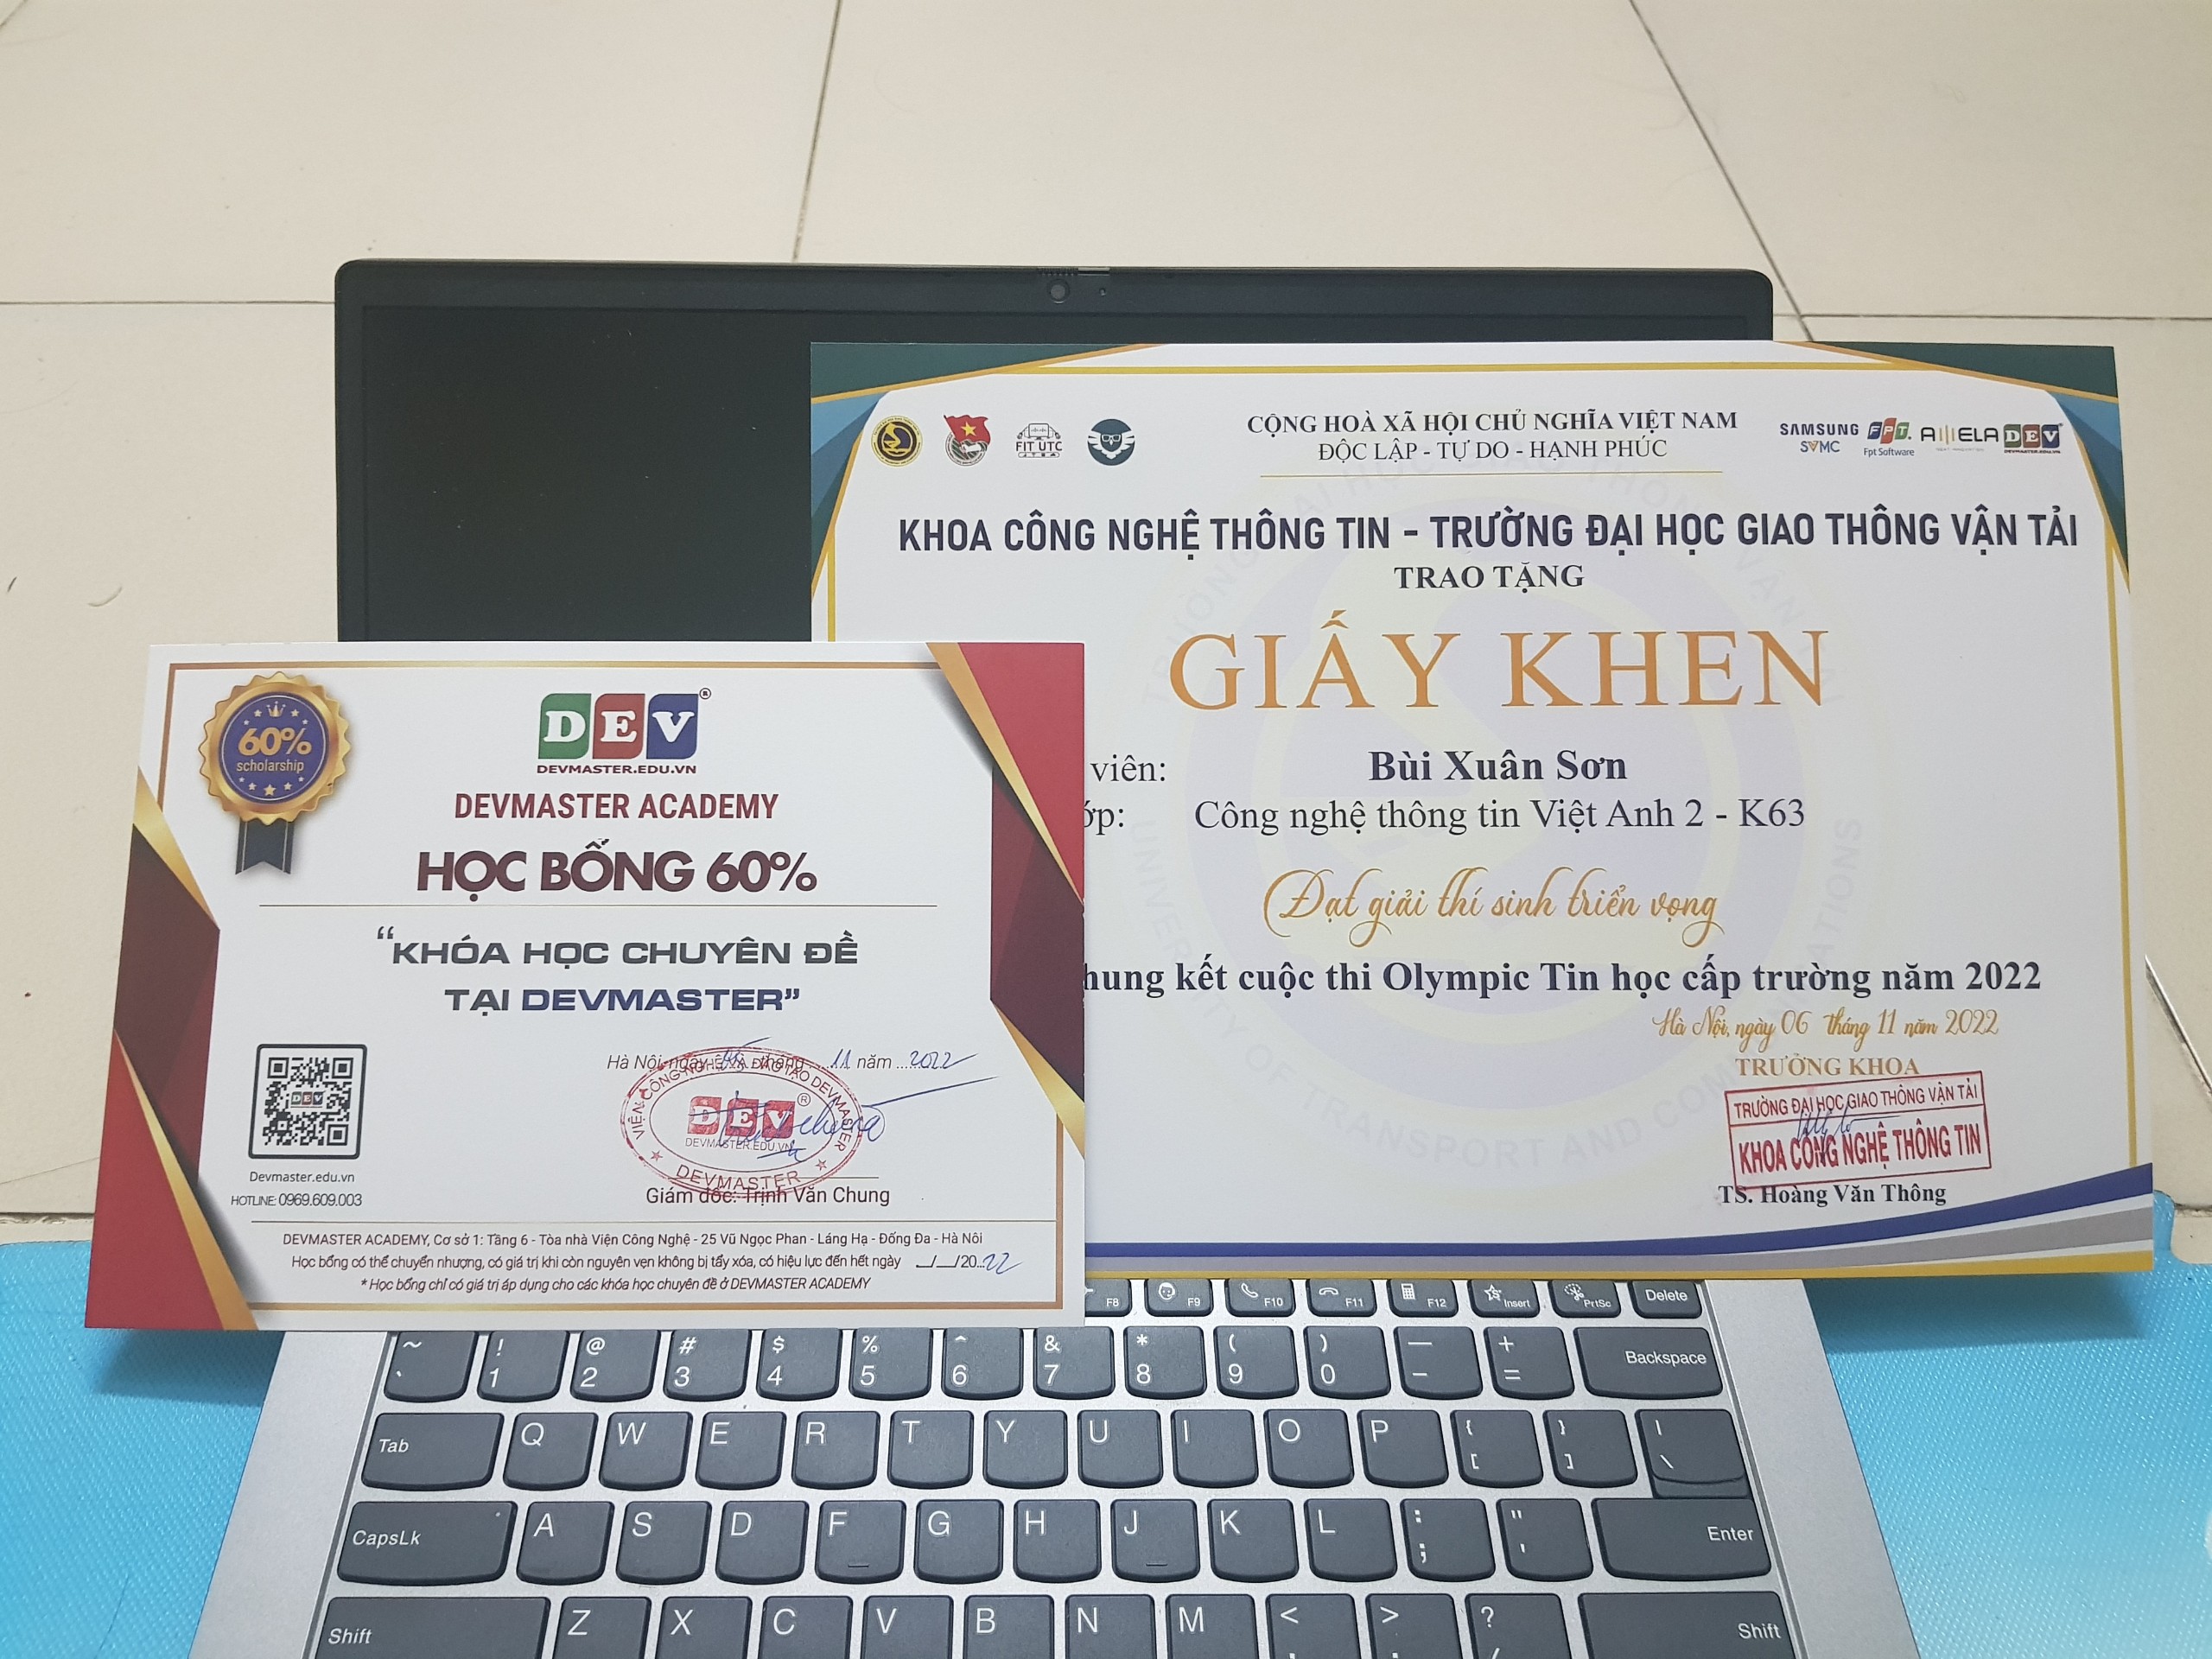 60%
scholarship
DEV®
DEVMASTER.EDU.VN
DEVMASTER ACADEMY
HỌC BỔNG 60%
“KHÓA HỌC CHUYÊN ĐỀ
TẠI DEVMASTER”
Hà Nội, ngày tháng 11 năm ...2022
VIỆN CÔNG NGHỆ VÀ ĐÀO TẠO DEVMASTER
DEV®
DEVMASTER.EDU.VN
DEVMASTER
Giám đốc: Trịnh Văn Chung
DEV
Devmaster.edu.vn
HOTLINE: 0969.609.003
DEVMASTER ACADEMY, Cơ sở 1: Tầng 6 - Tòa nhà Viện Công Nghệ - 25 Vũ Ngọc Phan - Láng Hạ - Đống Đa - Hà Nôi
Học bổng có thể chuyển nhượng, có giá trị khi còn nguyên vẹn không bị tẩy xóa, có hiệu lực đến hết ngày __/__/20..22
* Học bổng chỉ có giá trị áp dụng cho các khóa học chuyên đề ở DEVMASTER ACADEMY
FIT UTC
CỘNG HOÀ XÃ HỘI CHỦ NGHĨA VIỆT NAM
ĐỘC LẬP - TỰ DO - HẠNH PHÚC
SAMSUNG
SVMC
FPT.
Fpt Software
AMELA
DEV
DEVMASTER.EDU.VN
KHOA CÔNG NGHỆ THÔNG TIN - TRƯỜNG ĐẠI HỌC GIAO THÔNG VẬN TẢI
TRAO TẶNG
GIẤY KHEN
viên: Bùi Xuân Sơn
ớp: Công nghệ thông tin Việt Anh 2 - K63
Đạt giải thí sinh triển vọng
hung kết cuộc thi Olympic Tin học cấp trường năm 2022
Hà Nội, ngày 06 tháng 11 năm 2022
TRƯỞNG KHOA
TRƯỜNG ĐẠI HỌC GIAO THÔNG VẬN TẢI
KHOA CÔNG NGHỆ THÔNG TIN
TS. Hoàng Văn Thông
UNIVERSITY OF TRANSPORT AND COMMUNICATIONS
F8 F9 F10 F11 F12 Insert PrtSc Delete
~ ` ! 1 @ 2 # 3 $ 4 % 5 ^ 6 & 7 * 8 ( 9 ) 0 — - + = Backspace
Tab Q W E R T Y U I O P { [ } ] | \
CapsLk A S D F G H J K L : ; " ' Enter
Shift Z X C V B N M < , > . ? / Shift